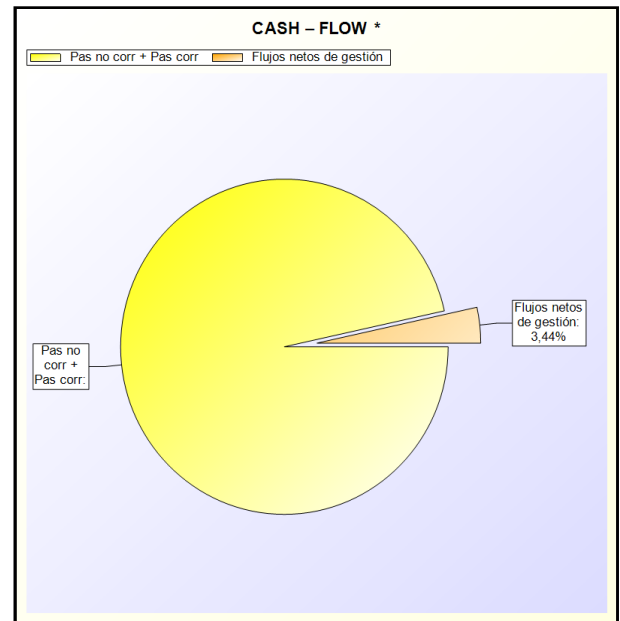 CASH – FLOW *
Pas no corr + Pas corr Flujos netos de gestión
Flujos netos
de gestión:
3,44%
Pas no
corr +
Pas corr: